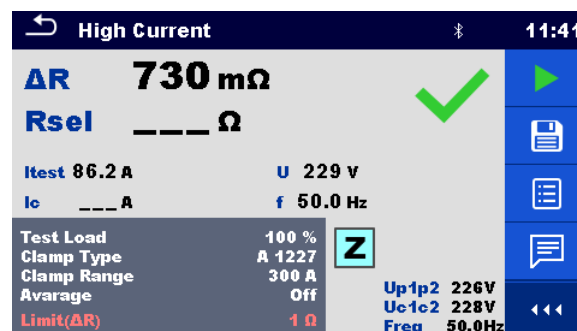 High Current 11:41
ΔR 730 mΩ
Rsel ___ Ω
Itest 86.2 A U 229 V
Ic ___ A f 50.0 Hz
Test Load 100 %
Clamp Type A 1227
Clamp Range 300 A
Avarage Off
Limit(ΔR) 1 Ω
Z
Up1p2 226V
Uc1c2 228V
Freq 50.0Hz